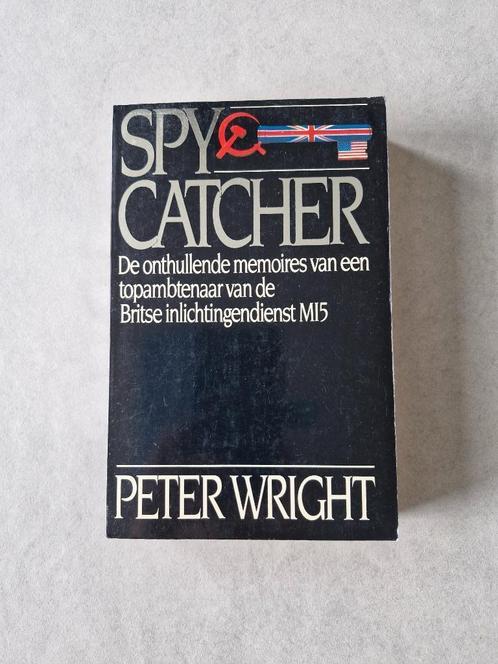 SPY
CATCHER
De onthullende memoires van een
topambtenaar van de
Britse inlichtingendienst MI5
PETER WRIGHT